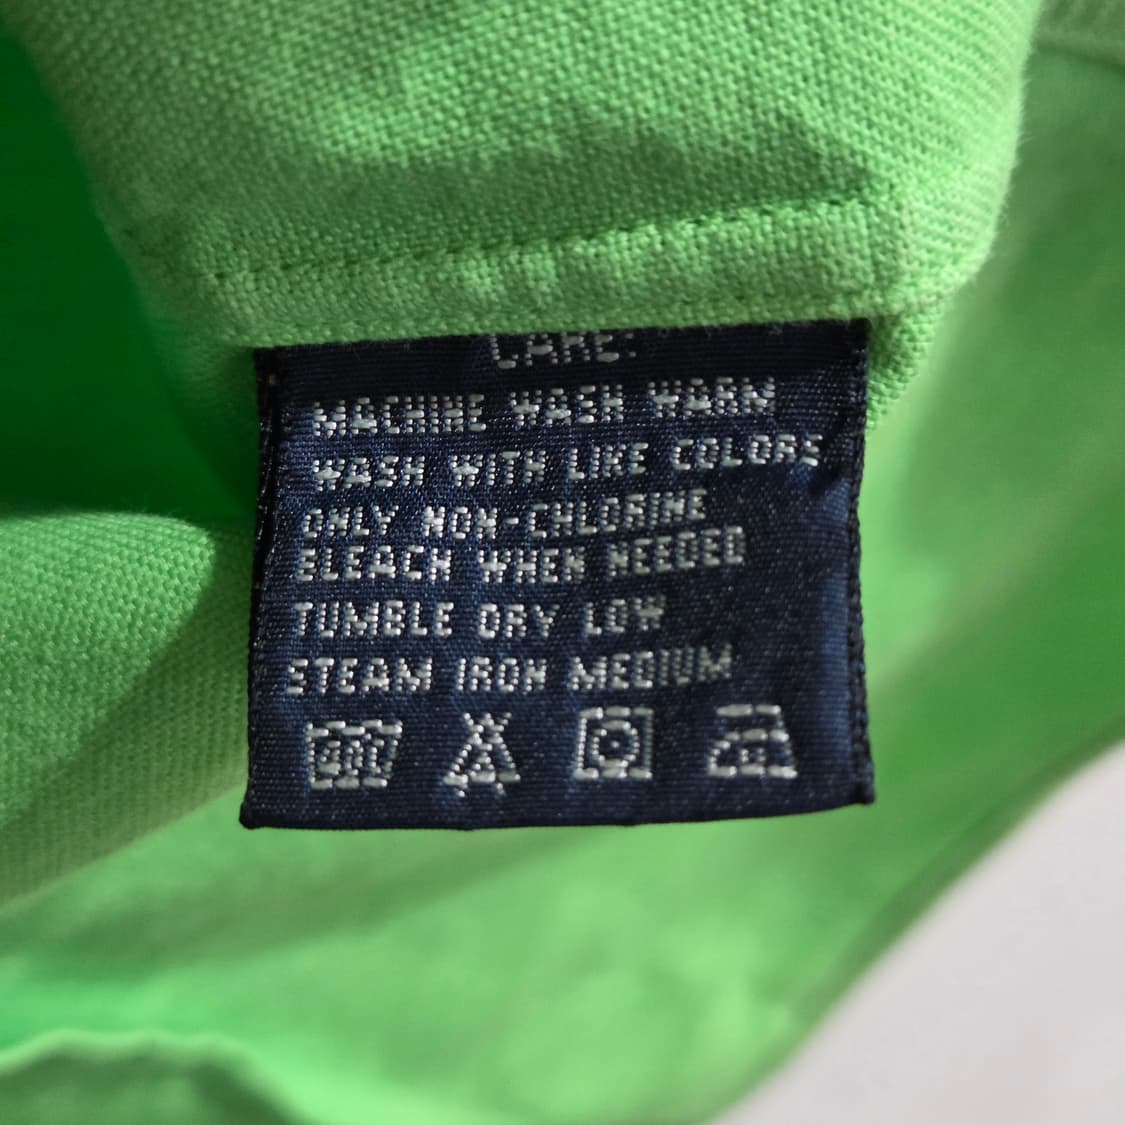 CARE:
MACHINE WASH WARM
WASH WITH LIKE COLORS
ONLY NON-CHLORINE
BLEACH WHEN NEEDED
TUMBLE DRY LOW
STEAM IRON MEDIUM